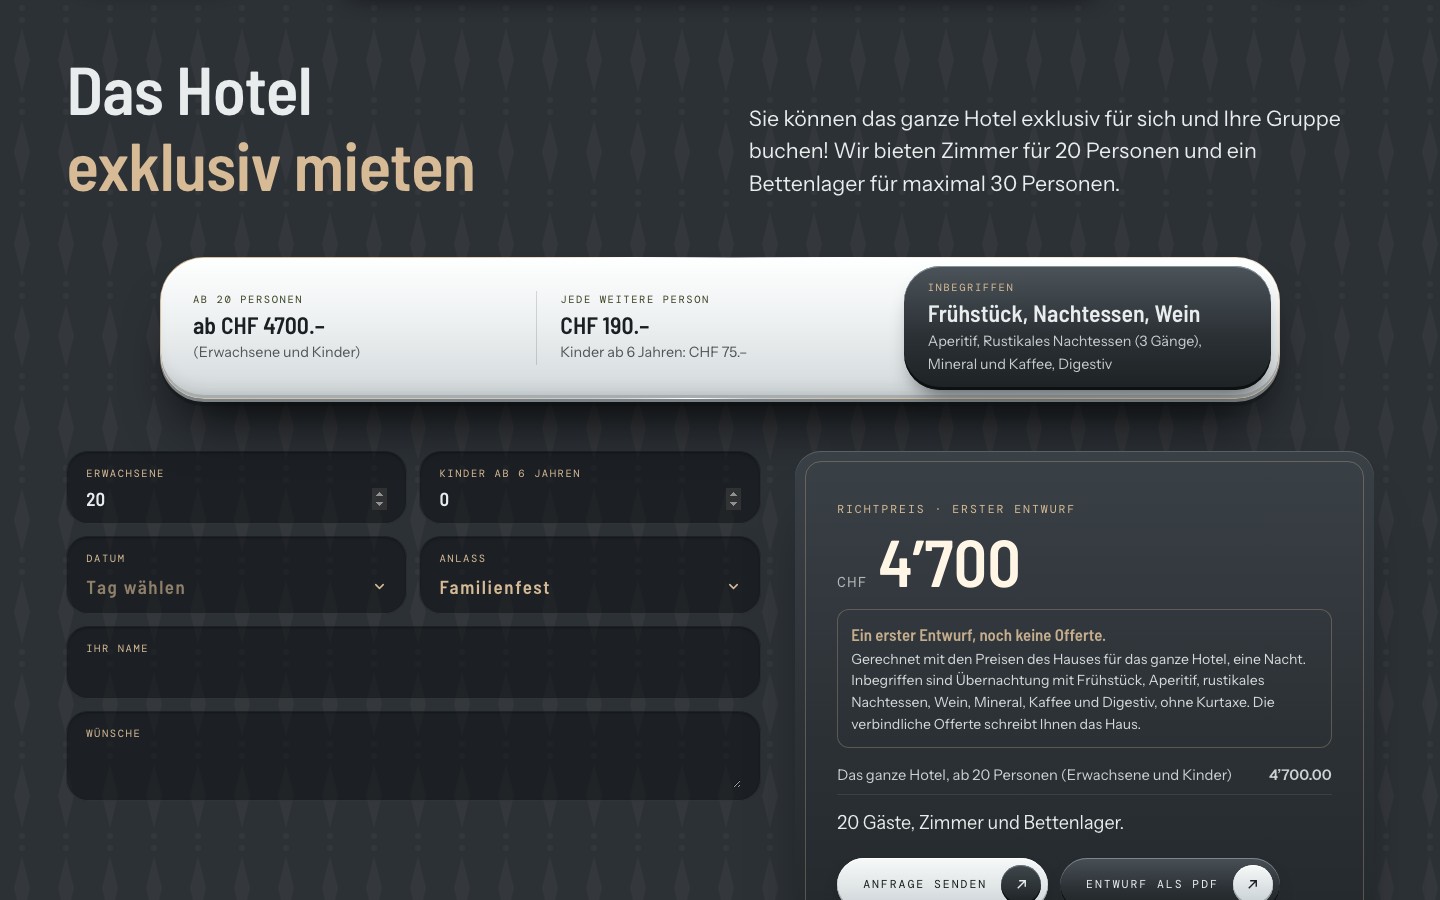 Das Hotel
exklusiv mieten
Sie können das ganze Hotel exklusiv für sich und Ihre Gruppe
buchen! Wir bieten Zimmer für 20 Personen und ein
Bettenlager für maximal 30 Personen.
AB 20 PERSONEN
ab CHF 4700.–
(Erwachsene und Kinder)
JEDE WEITERE PERSON
CHF 190.–
Kinder ab 6 Jahren: CHF 75.–
INBEGRIFFEN
Frühstück, Nachtessen, Wein
Aperitif, Rustikales Nachtessen (3 Gänge),
Mineral und Kaffee, Digestiv
ERWACHSENE
20
KINDER AB 6 JAHREN
0
DATUM
Tag wählen
ANLASS
Familienfest
IHR NAME
WÜNSCHE
RICHTPREIS · ERSTER ENTWURF
CHF 4’700
Ein erster Entwurf, noch keine Offerte.
Gerechnet mit den Preisen des Hauses für das ganze Hotel, eine Nacht.
Inbegriffen sind Übernachtung mit Frühstück, Aperitif, rustikales
Nachtessen, Wein, Mineral, Kaffee und Digestiv, ohne Kurtaxe. Die
verbindliche Offerte schreibt Ihnen das Haus.
Das ganze Hotel, ab 20 Personen (Erwachsene und Kinder) 4’700.00
20 Gäste, Zimmer und Bettenlager.
ANFRAGE SENDEN
ENTWURF ALS PDF